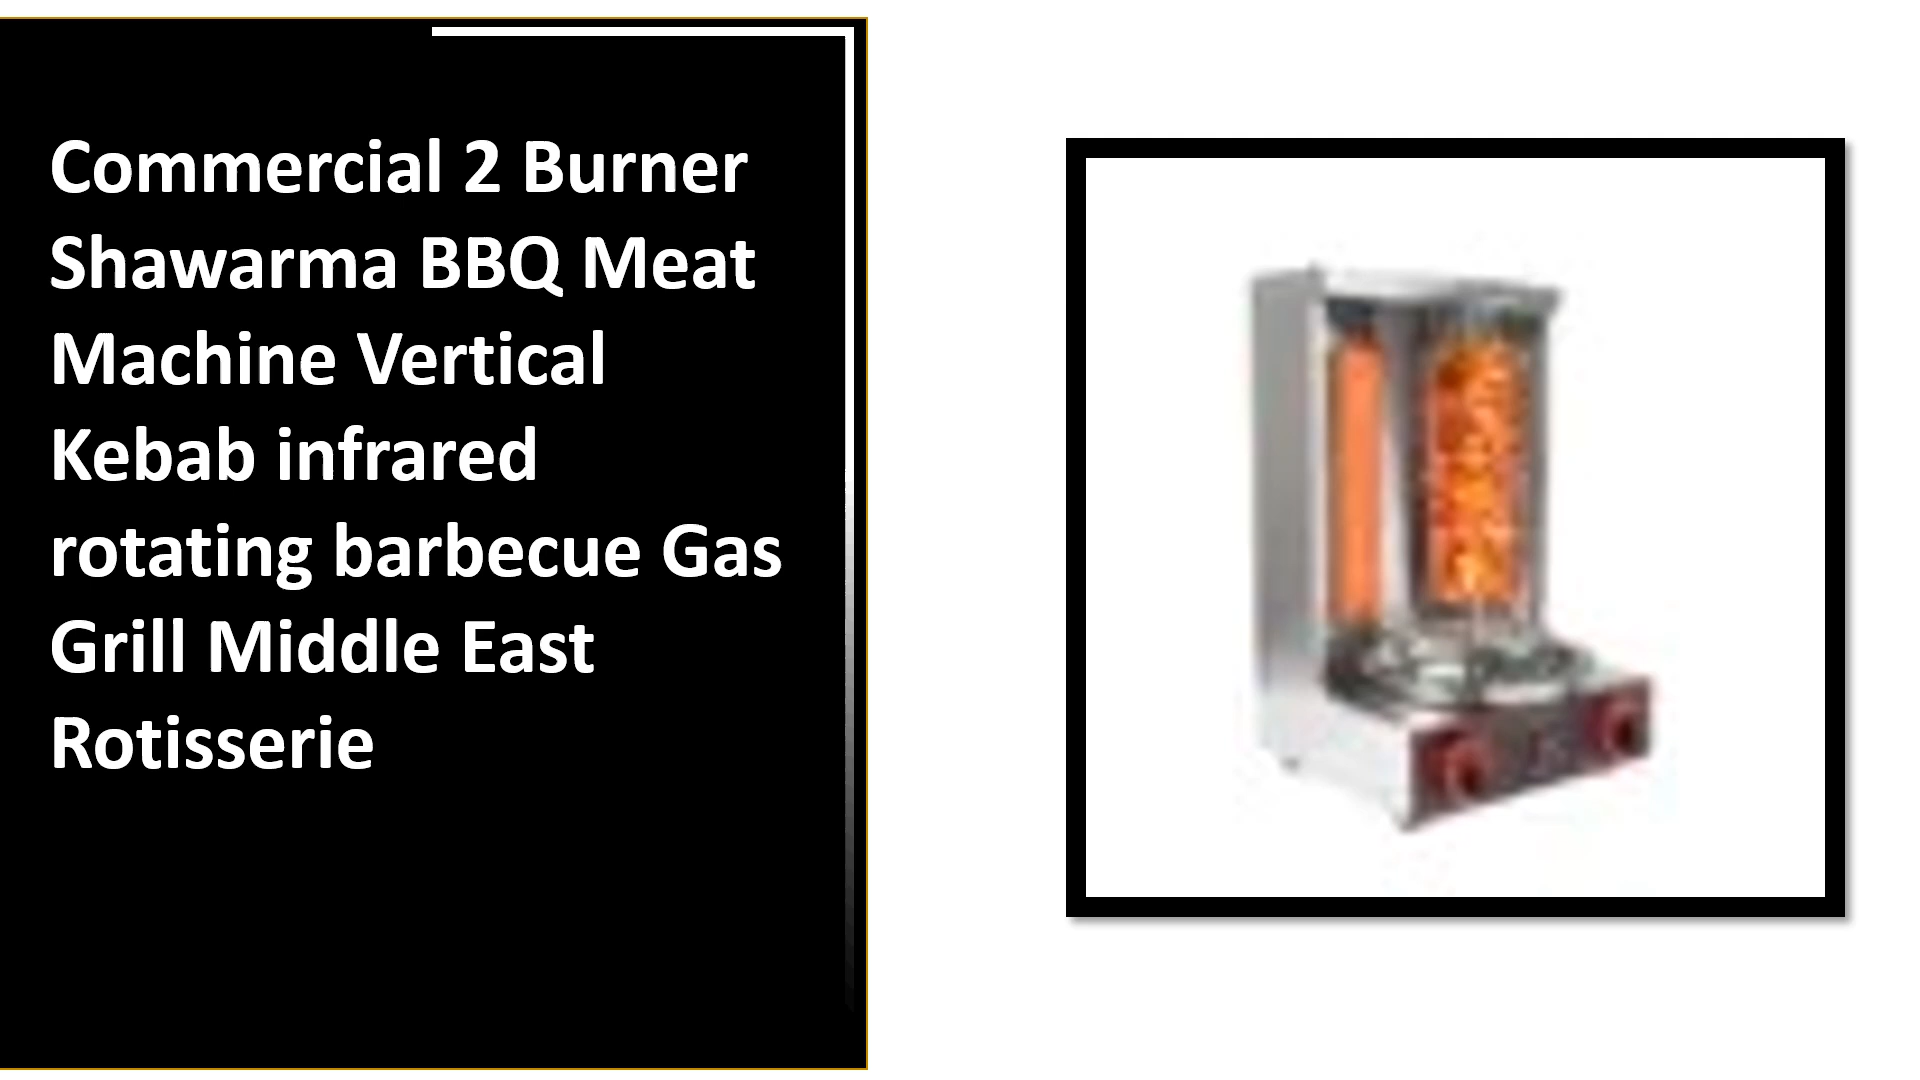 Commercial 2 Burner
Shawarma BBQ Meat
Machine Vertical
Kebab infrared
rotating barbecue Gas
Grill Middle East
Rotisserie